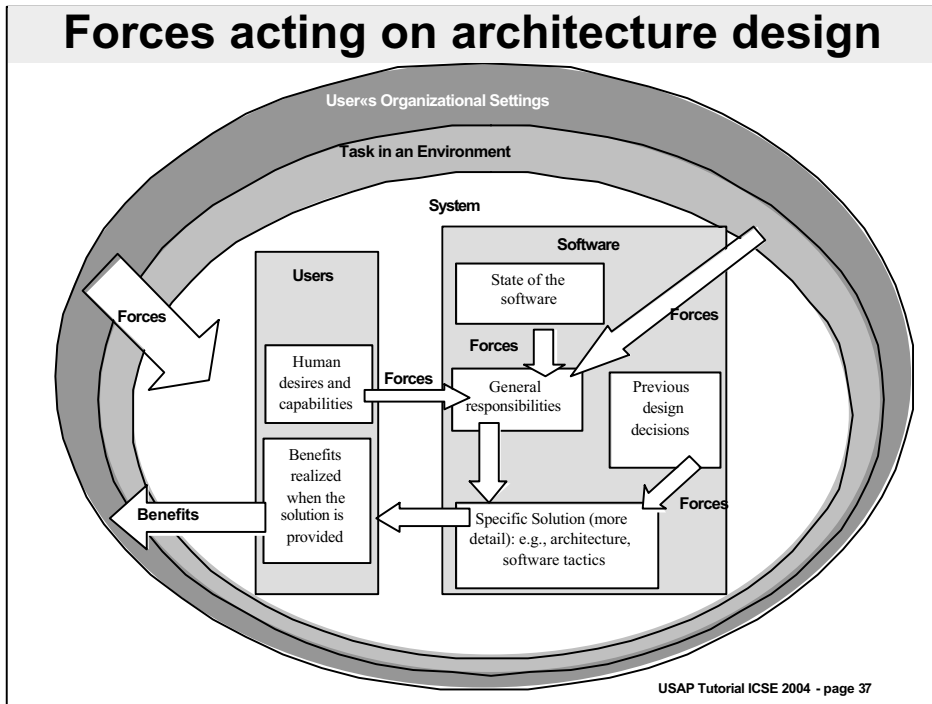 Forces acting on architecture design
User«s Organizational Settings
Task in an Environment
System
Software
Users
State of the
software
Forces
Forces
Forces
Human
desires and
capabilities
Forces
General
responsibilities
Previous
design
decisions
Benefits
realized
when the
solution is
provided
Benefits
Forces
Specific Solution (more
detail): e.g., architecture,
software tactics
USAP Tutorial ICSE 2004 - page 37